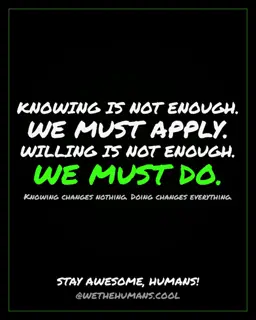 KNOWING IS NOT ENOUGH.
WE MUST APPLY.
WILLING IS NOT ENOUGH.
WE MUST DO.
KNOWING CHANGES NOTHING. DOING CHANGES EVERYTHING.
STAY AWESOME, HUMANS!
@WETHEHUMANS.COOL